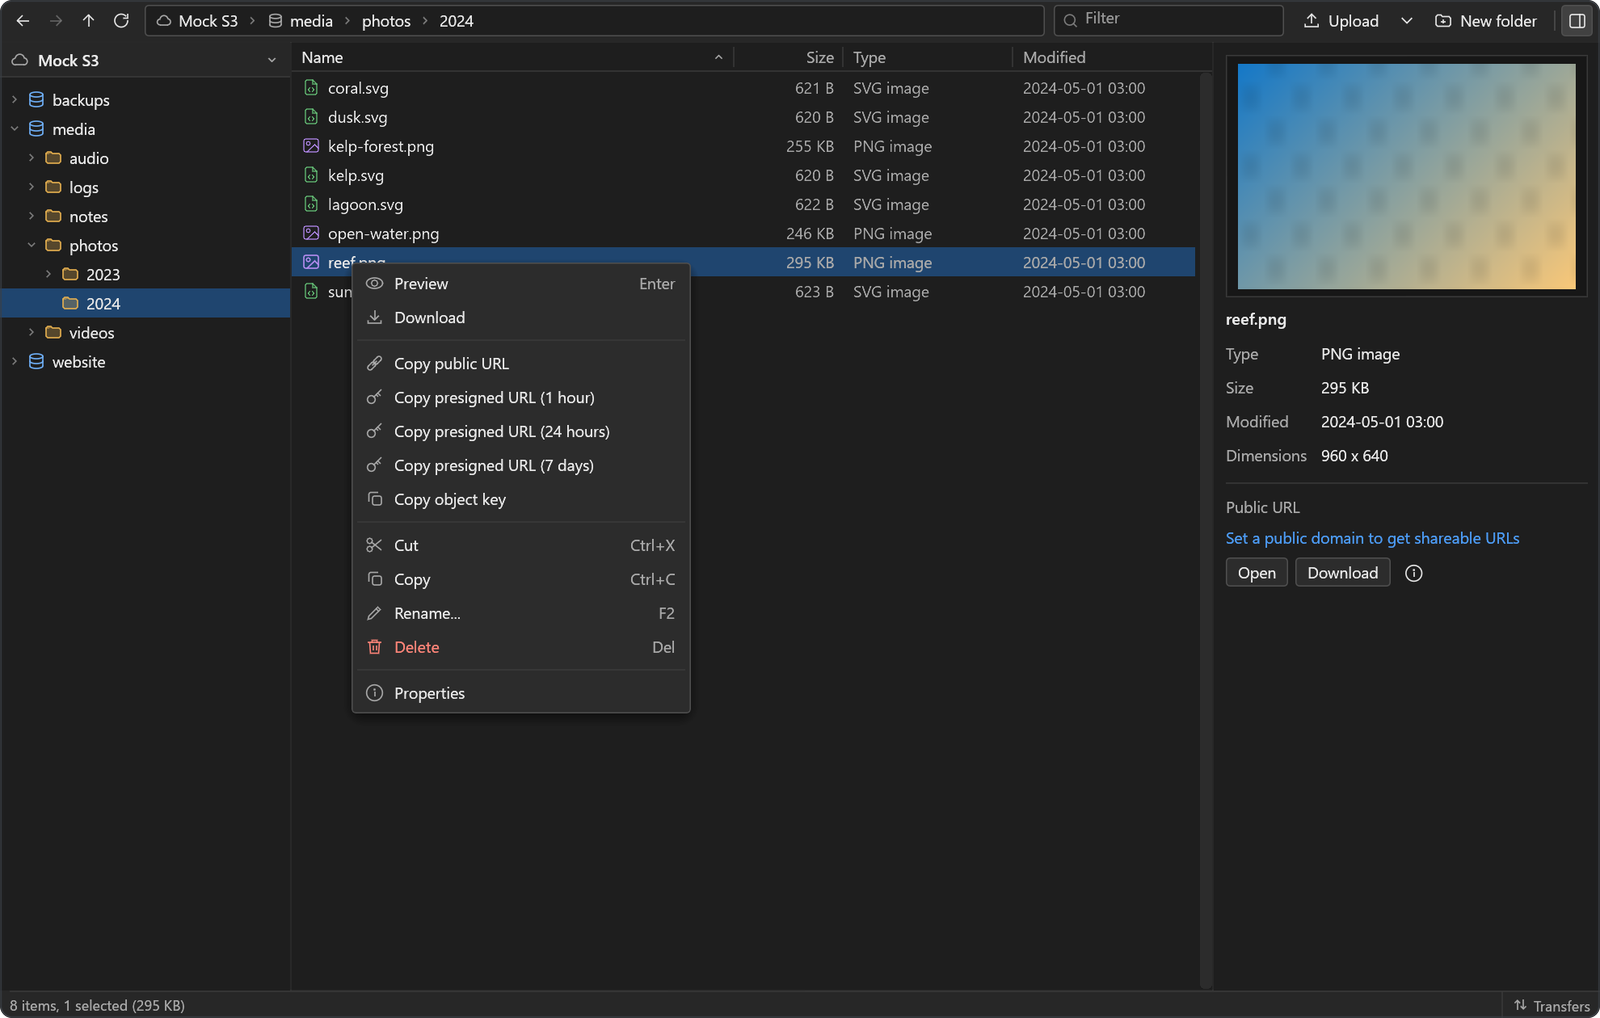 Mock S3 > media > photos > 2024
Filter
Upload
New folder
Mock S3
backups
media
audio
logs
notes
photos
2023
2024
videos
website
Name Size Type Modified
coral.svg 621 B SVG image 2024-05-01 03:00
dusk.svg 620 B SVG image 2024-05-01 03:00
kelp-forest.png 255 KB PNG image 2024-05-01 03:00
kelp.svg 620 B SVG image 2024-05-01 03:00
lagoon.svg 622 B SVG image 2024-05-01 03:00
open-water.png 246 KB PNG image 2024-05-01 03:00
reef.png 295 KB PNG image 2024-05-01 03:00
sun 623 B SVG image 2024-05-01 03:00
Preview Enter
Download
Copy public URL
Copy presigned URL (1 hour)
Copy presigned URL (24 hours)
Copy presigned URL (7 days)
Copy object key
Cut Ctrl+X
Copy Ctrl+C
Rename... F2
Delete Del
Properties
reef.png
Type PNG image
Size 295 KB
Modified 2024-05-01 03:00
Dimensions 960 x 640
Public URL
Set a public domain to get shareable URLs
Open Download
8 items, 1 selected (295 KB)
Transfers